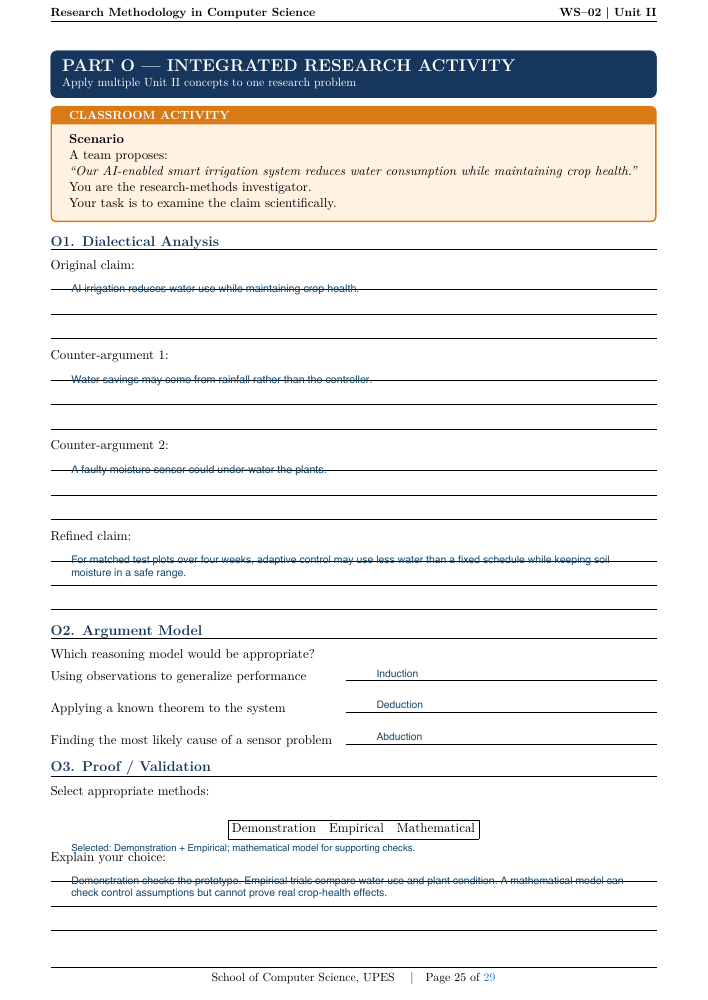 Research Methodology in Computer Science WS–02 | Unit II
PART O — INTEGRATED RESEARCH ACTIVITY
Apply multiple Unit II concepts to one research problem
CLASSROOM ACTIVITY
Scenario
A team proposes:
“Our AI-enabled smart irrigation system reduces water consumption while maintaining crop health.”
You are the research-methods investigator.
Your task is to examine the claim scientifically.
O1. Dialectical Analysis
Original claim:
AI irrigation reduces water use while maintaining crop health.
Counter-argument 1:
Water savings may come from rainfall rather than the controller.
Counter-argument 2:
A faulty moisture sensor could under-water the plants.
Refined claim:
For matched test plots over four weeks, adaptive control may use less water than a fixed schedule while keeping soil
moisture in a safe range.
O2. Argument Model
Which reasoning model would be appropriate?
Using observations to generalize performance Induction
Applying a known theorem to the system Deduction
Finding the most likely cause of a sensor problem Abduction
O3. Proof / Validation
Select appropriate methods:
Demonstration Empirical Mathematical
Selected: Demonstration + Empirical; mathematical model for supporting checks.
Explain your choice:
Demonstration checks the prototype. Empirical trials compare water use and plant condition. A mathematical model can
check control assumptions but cannot prove real crop-health effects.
School of Computer Science, UPES | Page 25 of 29